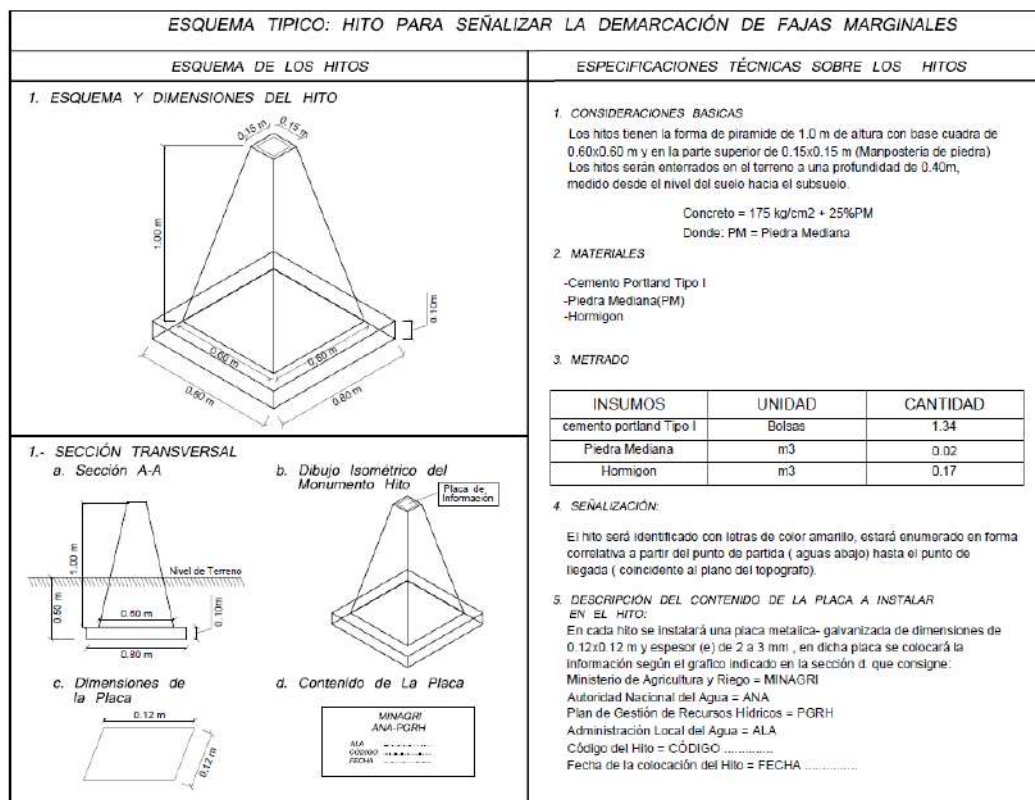 ESQUEMA TIPICO: HITO PARA SEÑALIZAR LA DEMARCACIÓN DE FAJAS MARGINALES
ESQUEMA DE LOS HITOS
1. ESQUEMA Y DIMENSIONES DEL HITO
0.15 m
0.15 m
1.00 m
0.10m
0.60 m
0.60 m
0.80 m
0.80 m
1.- SECCIÓN TRANSVERSAL
a. Sección A-A
1.00 m
Nivel de Terreno
0.50 m
0.60 m
0.10m
0.80 m
b. Dibujo Isométrico del
Monumento Hito
Placa de
Información
c. Dimensiones de
la Placa
0.12 m
0.12 m
d. Contenido de La Placa
MINAGRI
ANA-PGRH
ALA
CODIGO
FECHA
ESPECIFICACIONES TÉCNICAS SOBRE LOS HITOS
1. CONSIDERACIONES BASICAS
Los hitos tienen la forma de piramide de 1.0 m de altura con base cuadra de
0.60x0.60 m y en la parte superior de 0.15x0.15 m (Manposteria de piedra)
Los hitos serán enterrados en el terreno a una profundidad de 0.40m,
medido desde el nivel del suelo hacia el subsuelo.
Concreto = 175 kg/cm2 + 25%PM
Donde: PM = Piedra Mediana
2. MATERIALES
-Cemento Portland Tipo I
-Piedra Mediana(PM)
-Hormigon
3. METRADO
INSUMOS UNIDAD CANTIDAD
cemento portland Tipo I Bolsas 1.34
Piedra Mediana m3 0.02
Hormigon m3 0.17
4. SEÑALIZACIÓN:
El hito será identificado con letras de color amarillo, estará enumerado en forma
correlativa a partir del punto de partida ( aguas abajo) hasta el punto de
llegada ( coincidente al plano del topografo).
5. DESCRIPCIÓN DEL CONTENIDO DE LA PLACA A INSTALAR
EN EL HITO:
En cada hito se instalará una placa metalica- galvanizada de dimensiones de
0.12x0.12 m y espesor (e) de 2 a 3 mm , en dicha placa se colocará la
información según el grafico indicado en la sección d. que consigne:
Ministerio de Agricultura y Riego = MINAGRI
Autoridad Nacional del Agua = ANA
Plan de Gestión de Recursos Hídricos = PGRH
Administración Local del Agua = ALA
Código del Hito = CÓDIGO ..............
Fecha de la colocación del Hito = FECHA ...............